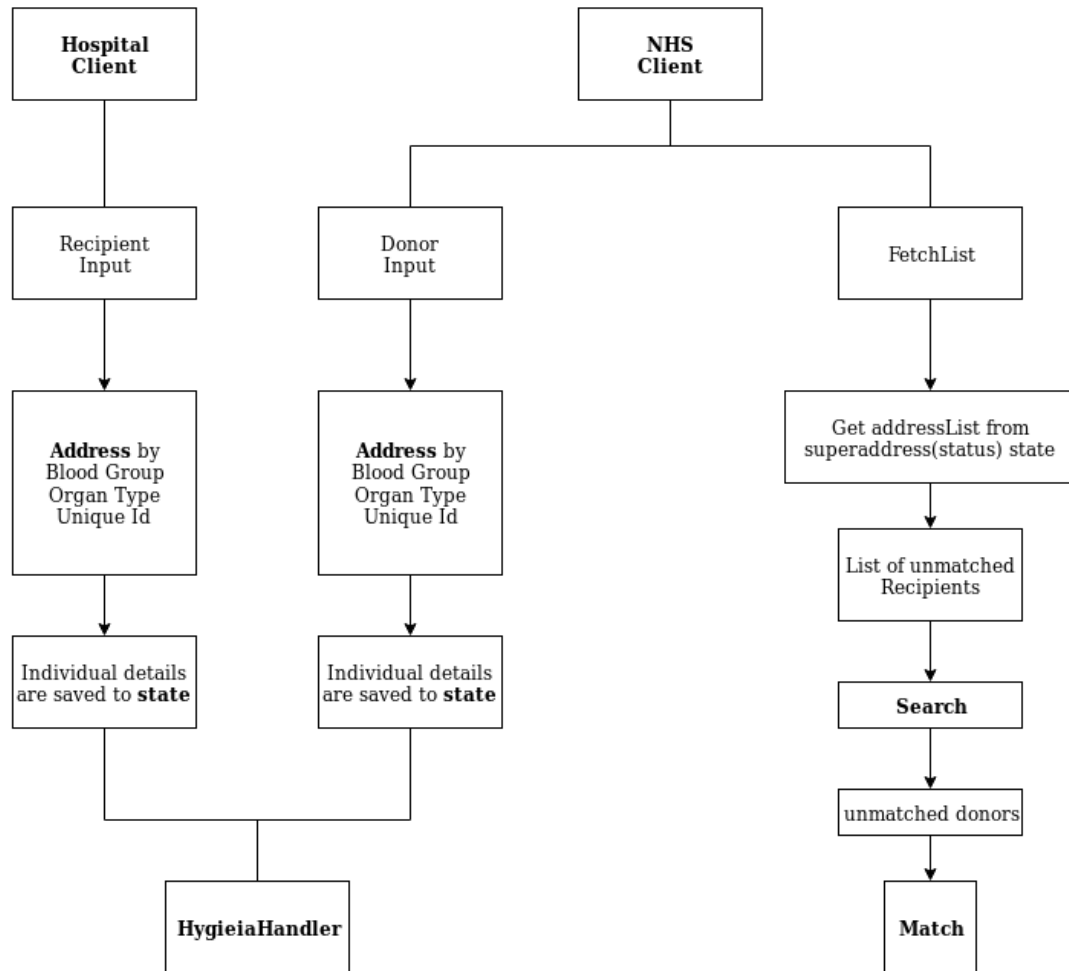 Hospital
Client
NHS
Client
Recipient
Input
Donor
Input
FetchList
Address by
Blood Group
Organ Type
Unique Id
Address by
Blood Group
Organ Type
Unique Id
Get addressList from
superaddress(status) state
List of unmatched
Recipients
Individual details
are saved to state
Individual details
are saved to state
Search
unmatched donors
HygieiaHandler
Match